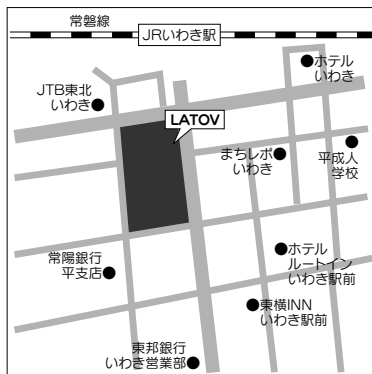 常磐線
JRいわき駅
ホテル
いわき
JTB東北
いわき
LATOV
まちレポ
いわき
平成人
学校
常陽銀行
平支店
ホテル
ルートイン
いわき駅前
東横INN
いわき駅前
東邦銀行
いわき営業部